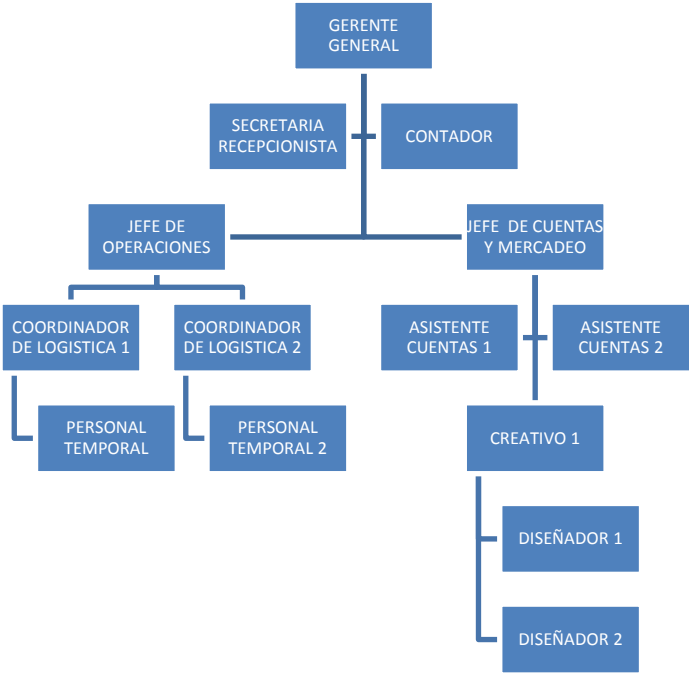 GERENTE
GENERAL
SECRETARIA
RECEPCIONISTA
CONTADOR
JEFE DE
OPERACIONES
JEFE DE CUENTAS
Y MERCADEO
COORDINADOR
DE LOGISTICA 1
COORDINADOR
DE LOGISTICA 2
ASISTENTE
CUENTAS 1
ASISTENTE
CUENTAS 2
PERSONAL
TEMPORAL
PERSONAL
TEMPORAL 2
CREATIVO 1
DISEÑADOR 1
DISEÑADOR 2